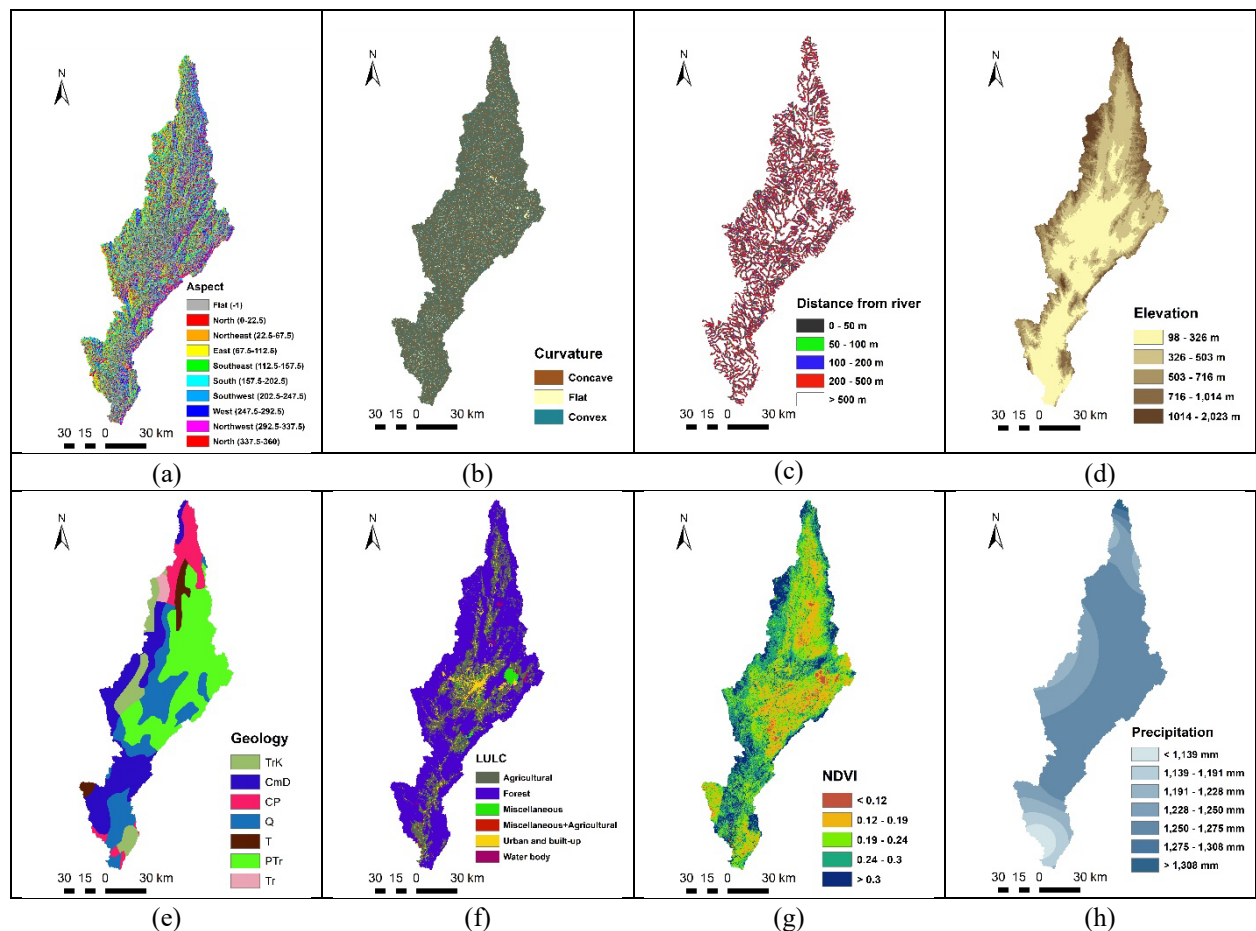 N
Aspect
Flat (-1)
North (0-22.5)
Northeast (22.5-67.5)
East (67.5-112.5)
Southeast (112.5-157.5)
South (157.5-202.5)
Southwest (202.5-247.5)
West (247.5-292.5)
Northwest (292.5-337.5)
North (337.5-360)
30 15 0 30 km
(a)
N
Curvature
Concave
Flat
Convex
30 15 0 30 km
(b)
N
Distance from river
0 - 50 m
50 - 100 m
100 - 200 m
200 - 500 m
> 500 m
30 15 0 30 km
(c)
N
Elevation
98 - 326 m
326 - 503 m
503 - 716 m
716 - 1,014 m
1014 - 2,023 m
30 15 0 30 km
(d)
N
Geology
TrK
CmD
CP
Q
T
PTr
Tr
30 15 0 30 km
(e)
N
LULC
Agricultural
Forest
Miscellaneous
Miscellaneous+Agricultural
Urban and built-up
Water body
30 15 0 30 km
(f)
N
NDVI
< 0.12
0.12 - 0.19
0.19 - 0.24
0.24 - 0.3
> 0.3
30 15 0 30 km
(g)
N
Precipitation
< 1,139 mm
1,139 - 1,191 mm
1,191 - 1,228 mm
1,228 - 1,250 mm
1,250 - 1,275 mm
1,275 - 1,308 mm
> 1,308 mm
30 15 0 30 km
(h)